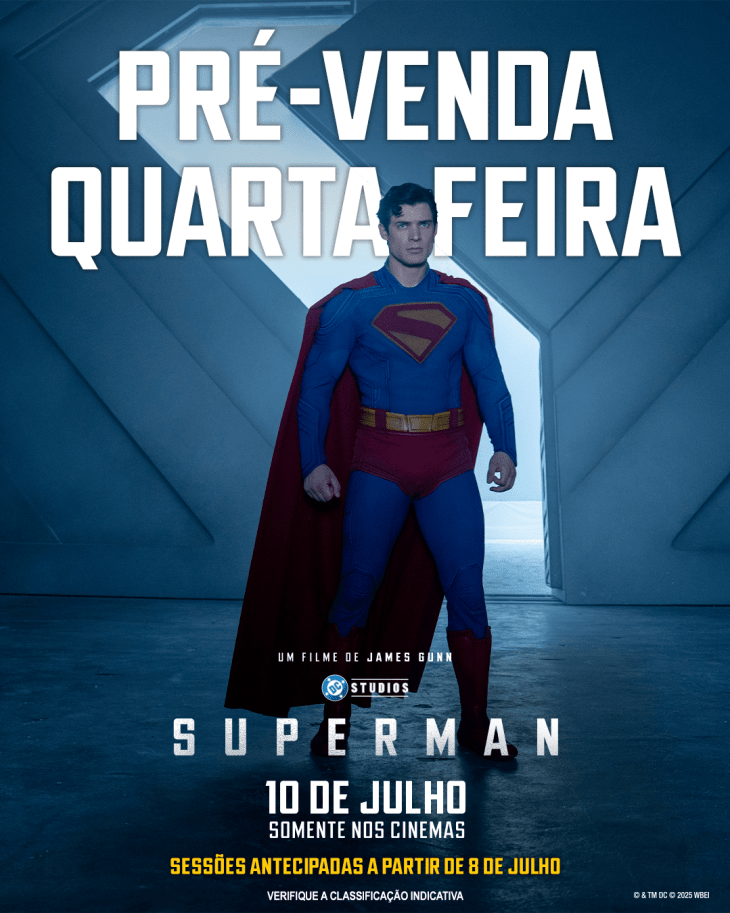 PRÉ-VENDA
QUARTA-FEIRA
UM FILME DE JAMES GUNN
DC STUDIOS
SUPERMAN
10 DE JULHO
SOMENTE NOS CINEMAS
SESSÕES ANTECIPADAS A PARTIR DE 8 DE JULHO
VERIFIQUE A CLASSIFICAÇÃO INDICATIVA
© & TM DC © 2025 WBEI